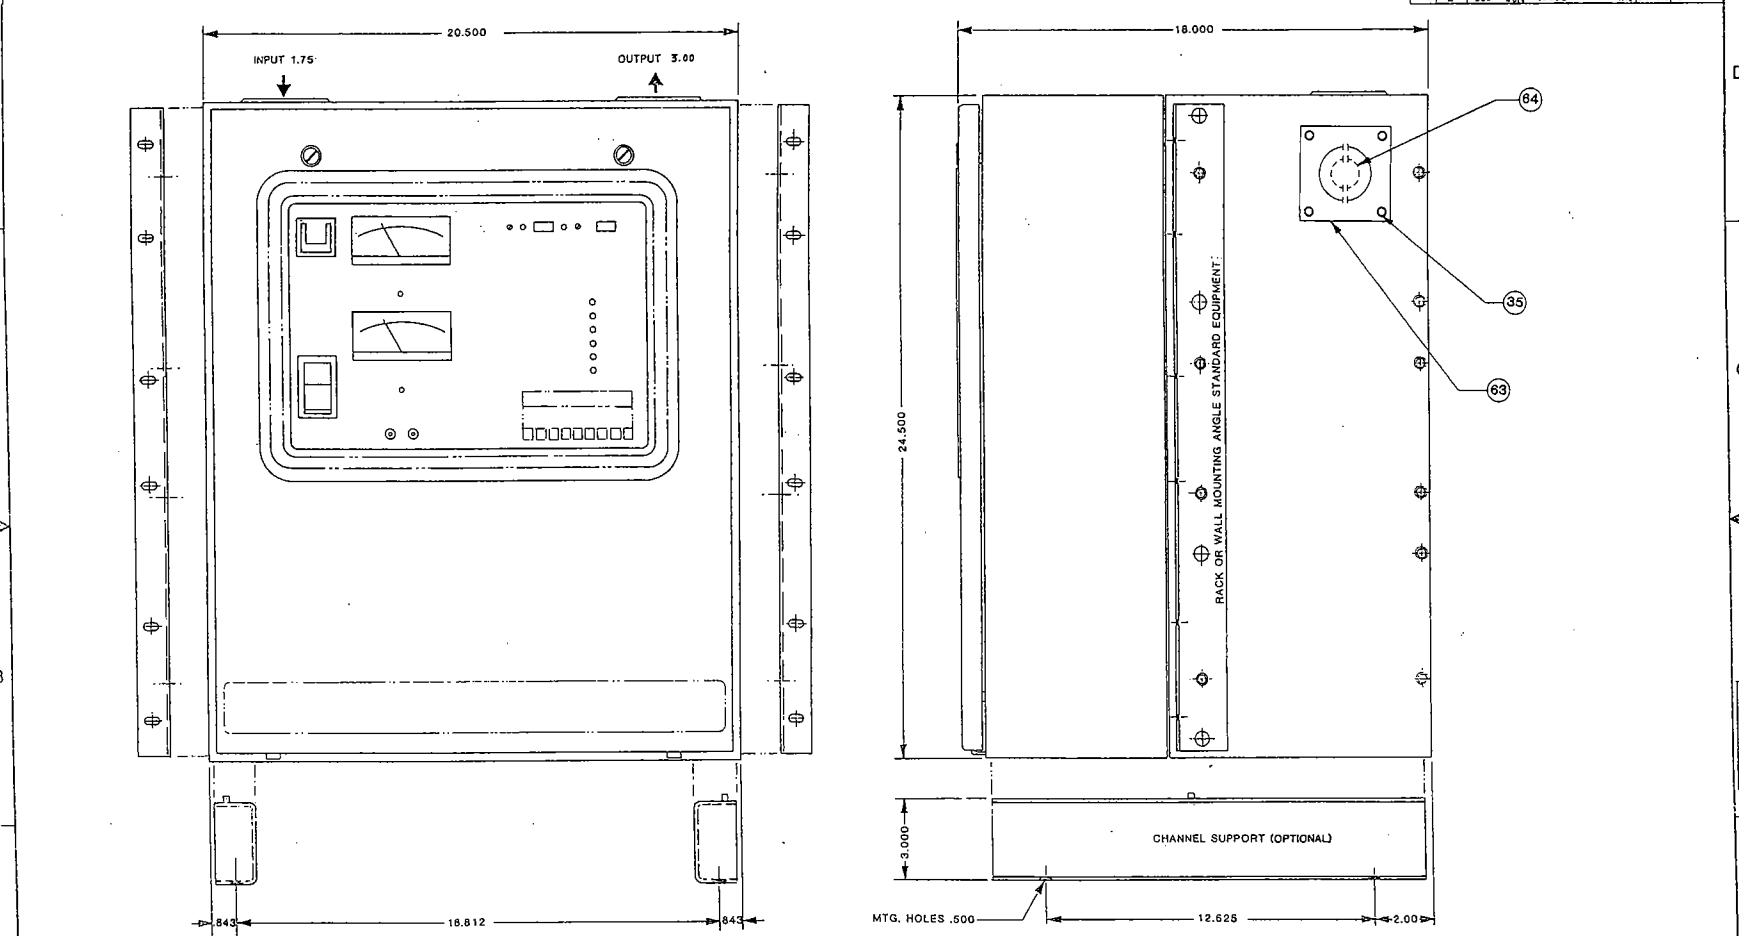 20.500
18.000
INPUT 1.75
OUTPUT 3.00
64
35
63
24.500
RACK OR WALL MOUNTING ANGLE STANDARD EQUIPMENT:
3.000
CHANNEL SUPPORT (OPTIONAL)
MTG. HOLES .500
12.625
2.00
.843
18.812
.843